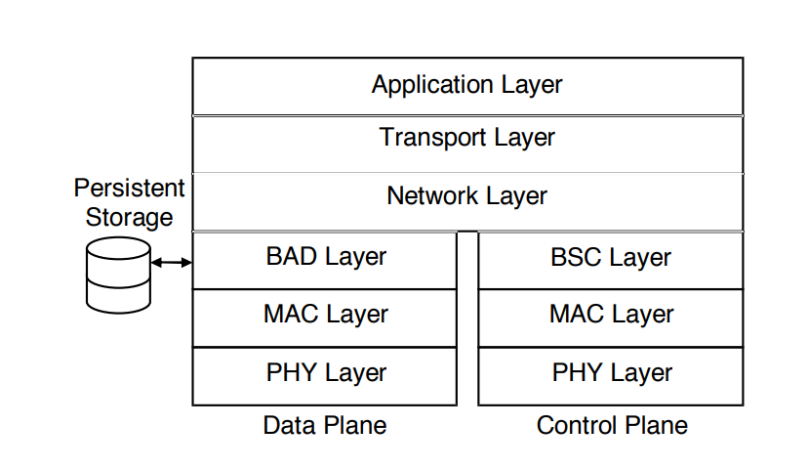 Application Layer
Transport Layer
Network Layer
Persistent
Storage
BAD Layer
BSC Layer
MAC Layer
MAC Layer
PHY Layer
PHY Layer
Data Plane
Control Plane